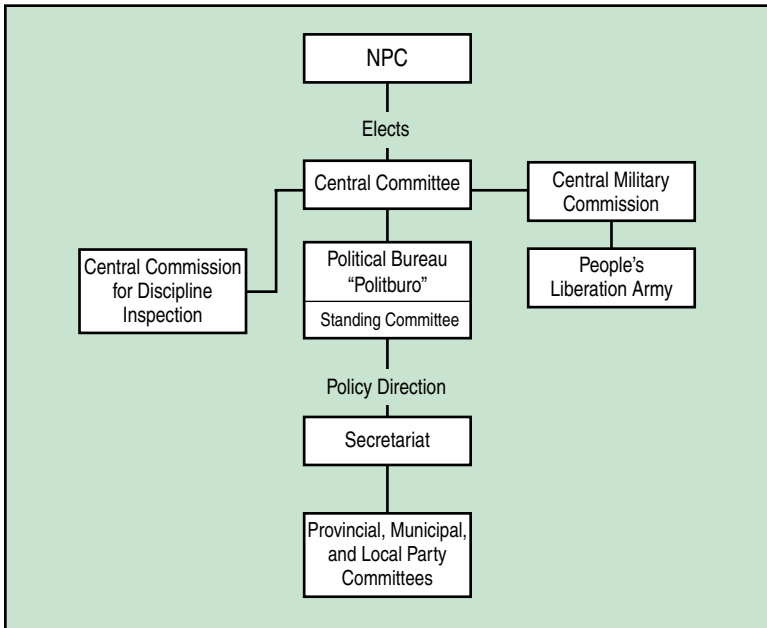 NPC
Elects
Central Committee
Central Military
Commission
Central Commission
for Discipline
Inspection
Political Bureau
“Politburo”
Standing Committee
People’s
Liberation Army
Policy Direction
Secretariat
Provincial, Municipal,
and Local Party
Committees